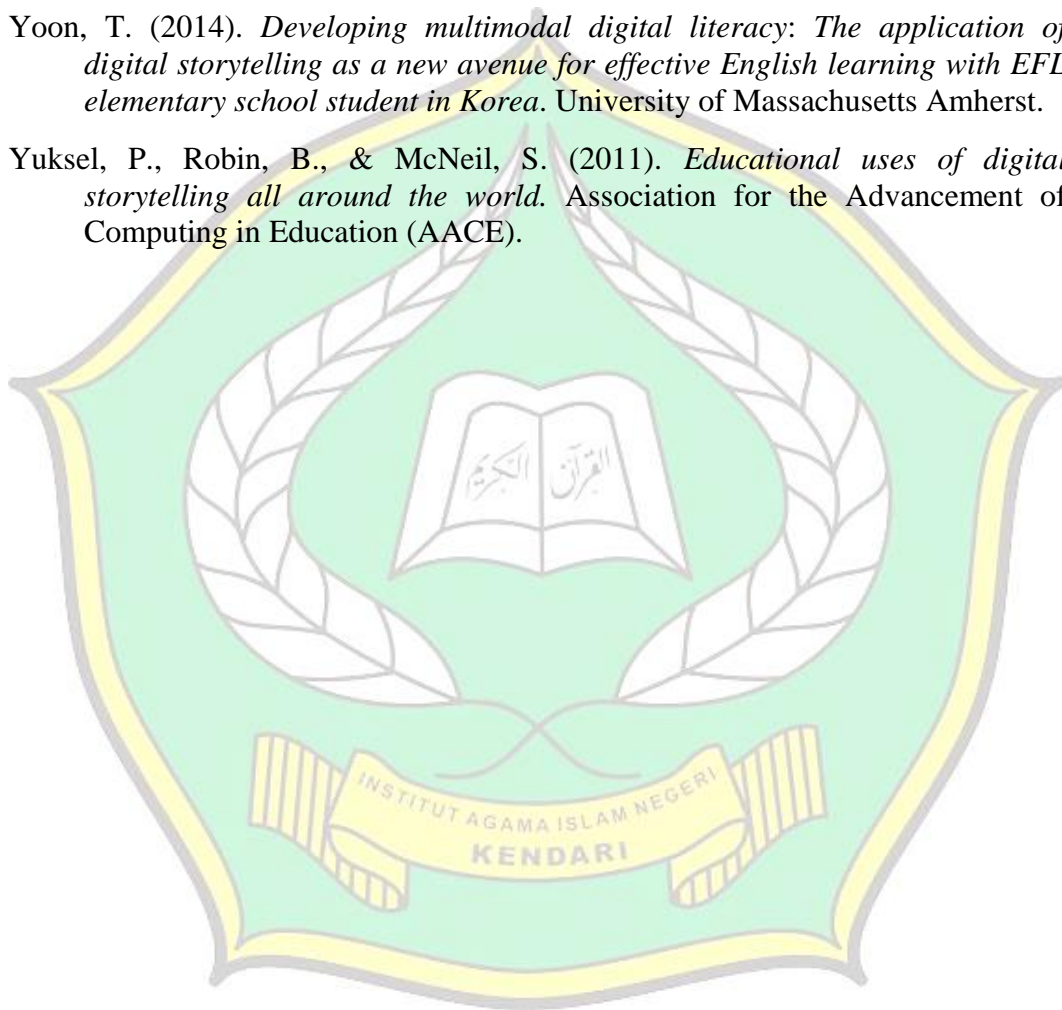 Yoon, T. (2014). Developing multimodal digital literacy: The application of
digital storytelling as a new avenue for effective English learning with EFL
elementary school student in Korea. University of Massachusetts Amherst.
Yuksel, P., Robin, B., & McNeil, S. (2011). Educational uses of digital
storytelling all around the world. Association for the Advancement of
Computing in Education (AACE).
القرآن الكريم
INSTITUT AGAMA ISLAM NEGERI
KENDARI